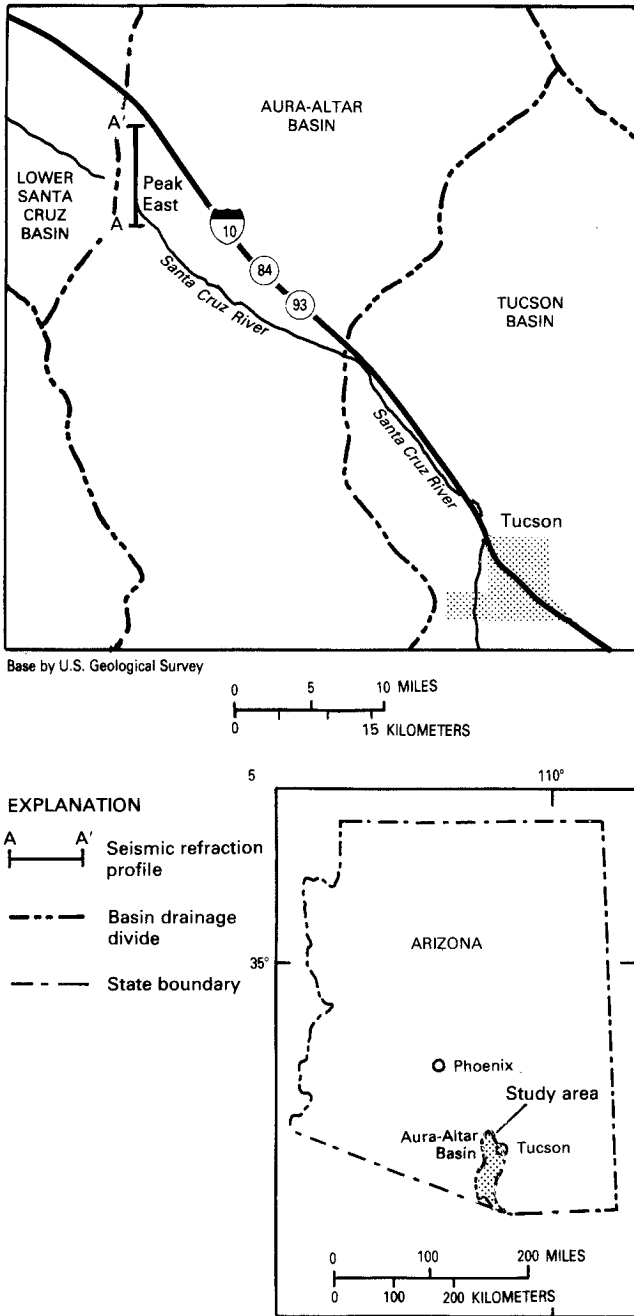 AURA-ALTAR
BASIN
A'
LOWER
SANTA
CRUZ
BASIN
Peak
East
A
10
84
93
Santa Cruz River
TUCSON
BASIN
Santa Cruz River
Tucson
Base by U.S. Geological Survey
0 5 10 MILES
0 15 KILOMETERS
EXPLANATION
A A'
Seismic refraction
profile
Basin drainage
divide
State boundary
5 110°
ARIZONA
35°
Phoenix
Study area
Aura-Altar
Basin
Tucson
0 100 200 MILES
0 100 200 KILOMETERS